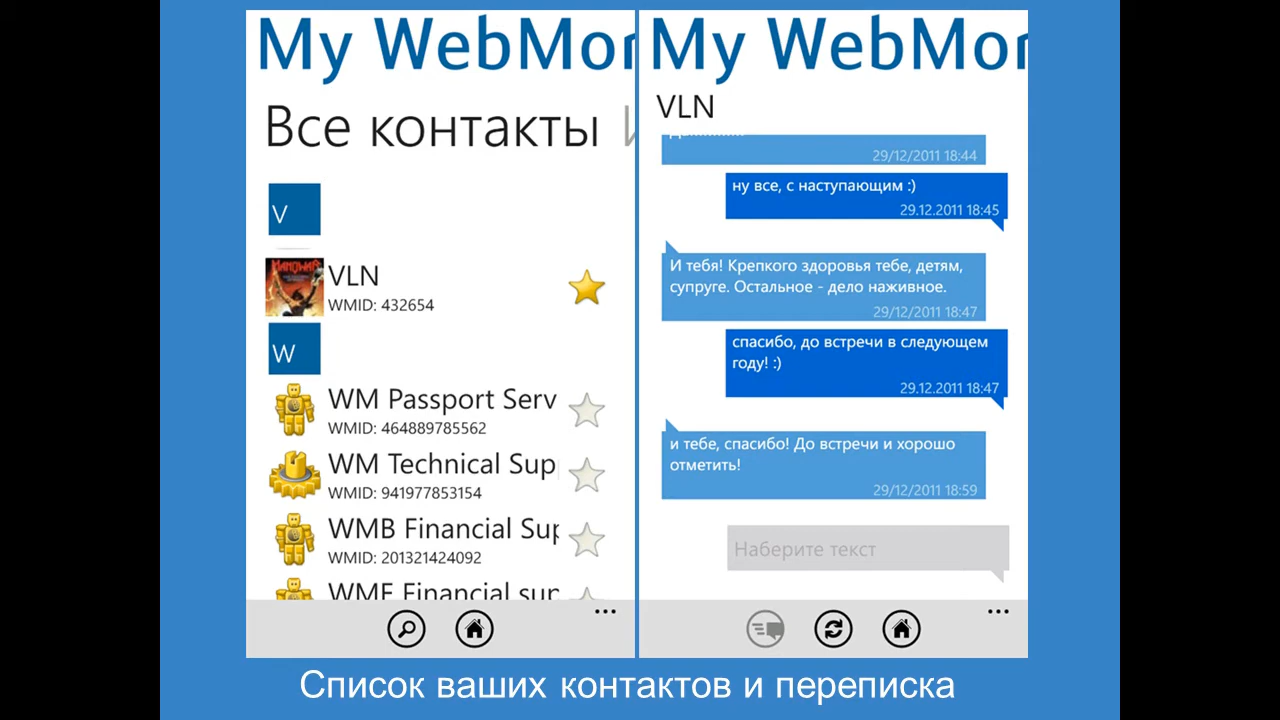 My WebMon
Все контакты
V
VLN
WMID: 432654
W
WM Passport Serv
WMID: 464889785562
WM Technical Sup
WMID: 941977853154
WMB Financial Sup
WMID: 201321424092
WME Financial sup
My WebMon
VLN
29/12/2011 18:44
ну все, с наступающим :)
29.12.2011 18:45
И тебя! Крепкого здоровья тебе, детям,
супруге. Остальное - дело наживное.
29/12/2011 18:47
спасибо, до встречи в следующем
году! :)
29.12.2011 18:47
и тебе, спасибо! До встречи и хорошо
отметить!
29/12/2011 18:59
Наберите текст
Список ваших контактов и переписка